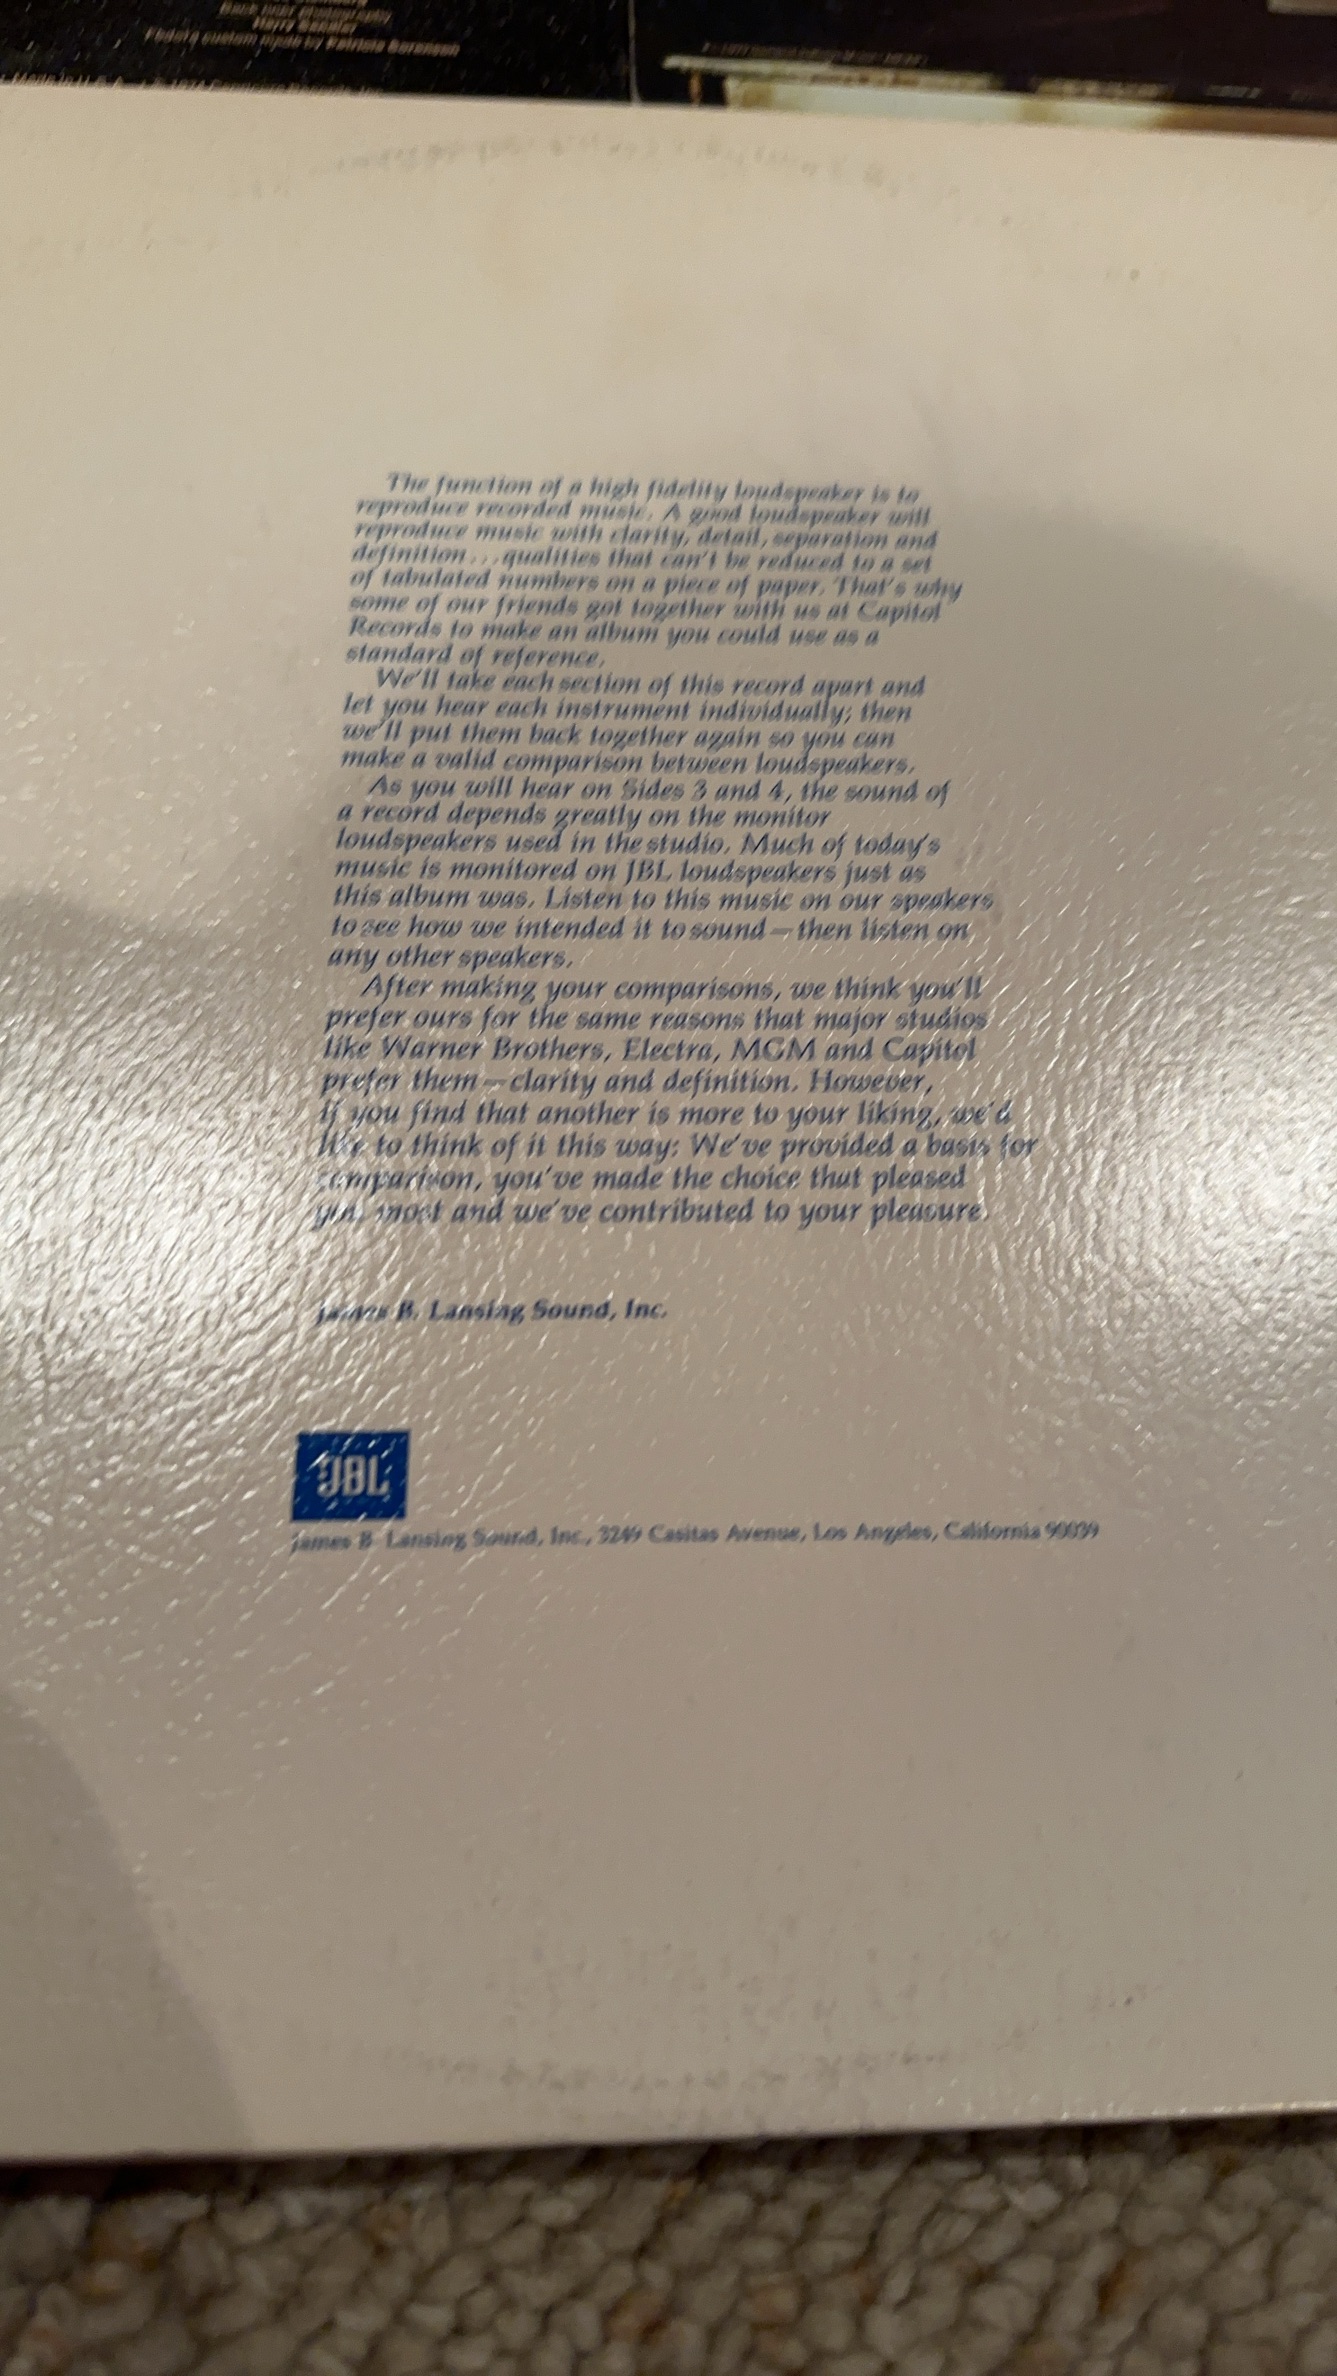 Harry
custom made by Patricia Sorensen
Made in U.S.A.
The function of a high fidelity loudspeaker is to
reproduce recorded music. A good loudspeaker will
reproduce music with clarity, detail, separation and
definition...qualities that can't be reduced to a set
of tabulated numbers on a piece of paper. That's why
some of our friends got together with us at Capitol
Records to make an album you could use as a
standard of reference.
We'll take each section of this record apart and
let you hear each instrument individually; then
we'll put them back together again so you can
make a valid comparison between loudspeakers.
As you will hear on Sides 3 and 4, the sound of
a record depends greatly on the monitor
loudspeakers used in the studio. Much of today's
music is monitored on JBL loudspeakers just as
this album was. Listen to this music on our speakers
to see how we intended it to sound—then listen on
any other speakers.
After making your comparisons, we think you'll
prefer ours for the same reasons that major studios
like Warner Brothers, Electra, MGM and Capitol
prefer them—clarity and definition. However,
if you find that another is more to your liking, we'd
like to think of it this way: We've provided a basis for
comparison, you've made the choice that pleased
you most and we've contributed to your pleasure.
James B. Lansing Sound, Inc.
JBL
James B. Lansing Sound, Inc., 3249 Casitas Avenue, Los Angeles, California 90039